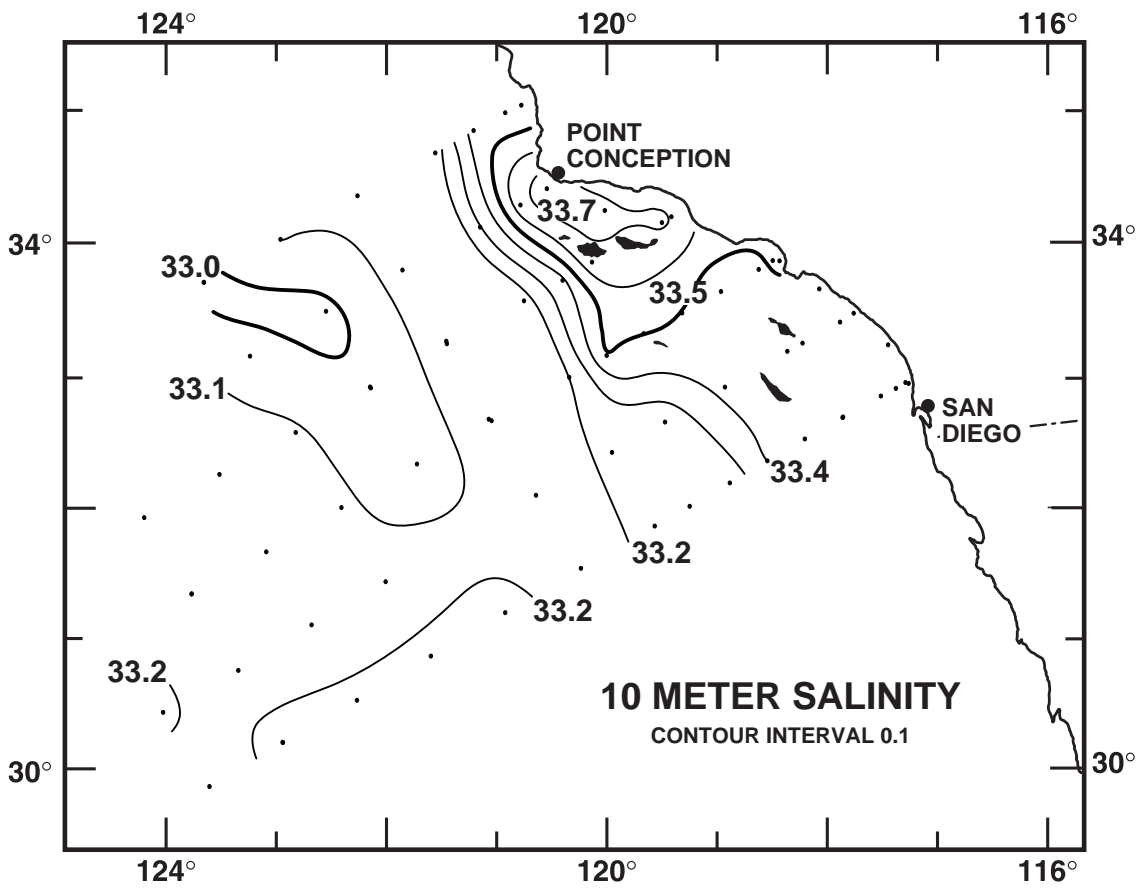 124° 120° 116°
POINT
CONCEPTION
33.7
34° 34°
33.0
33.5
33.1
SAN
DIEGO
33.4
33.2
33.2
33.2
10 METER SALINITY
CONTOUR INTERVAL 0.1
30° 30°
124° 120° 116°